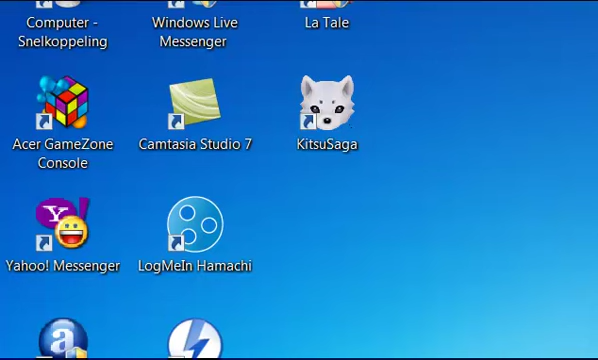 Computer -
Snelkoppeling
Windows Live
Messenger
La Tale
Acer GameZone
Console
Camtasia Studio 7
KitsuSaga
Yahoo! Messenger
LogMeIn Hamachi